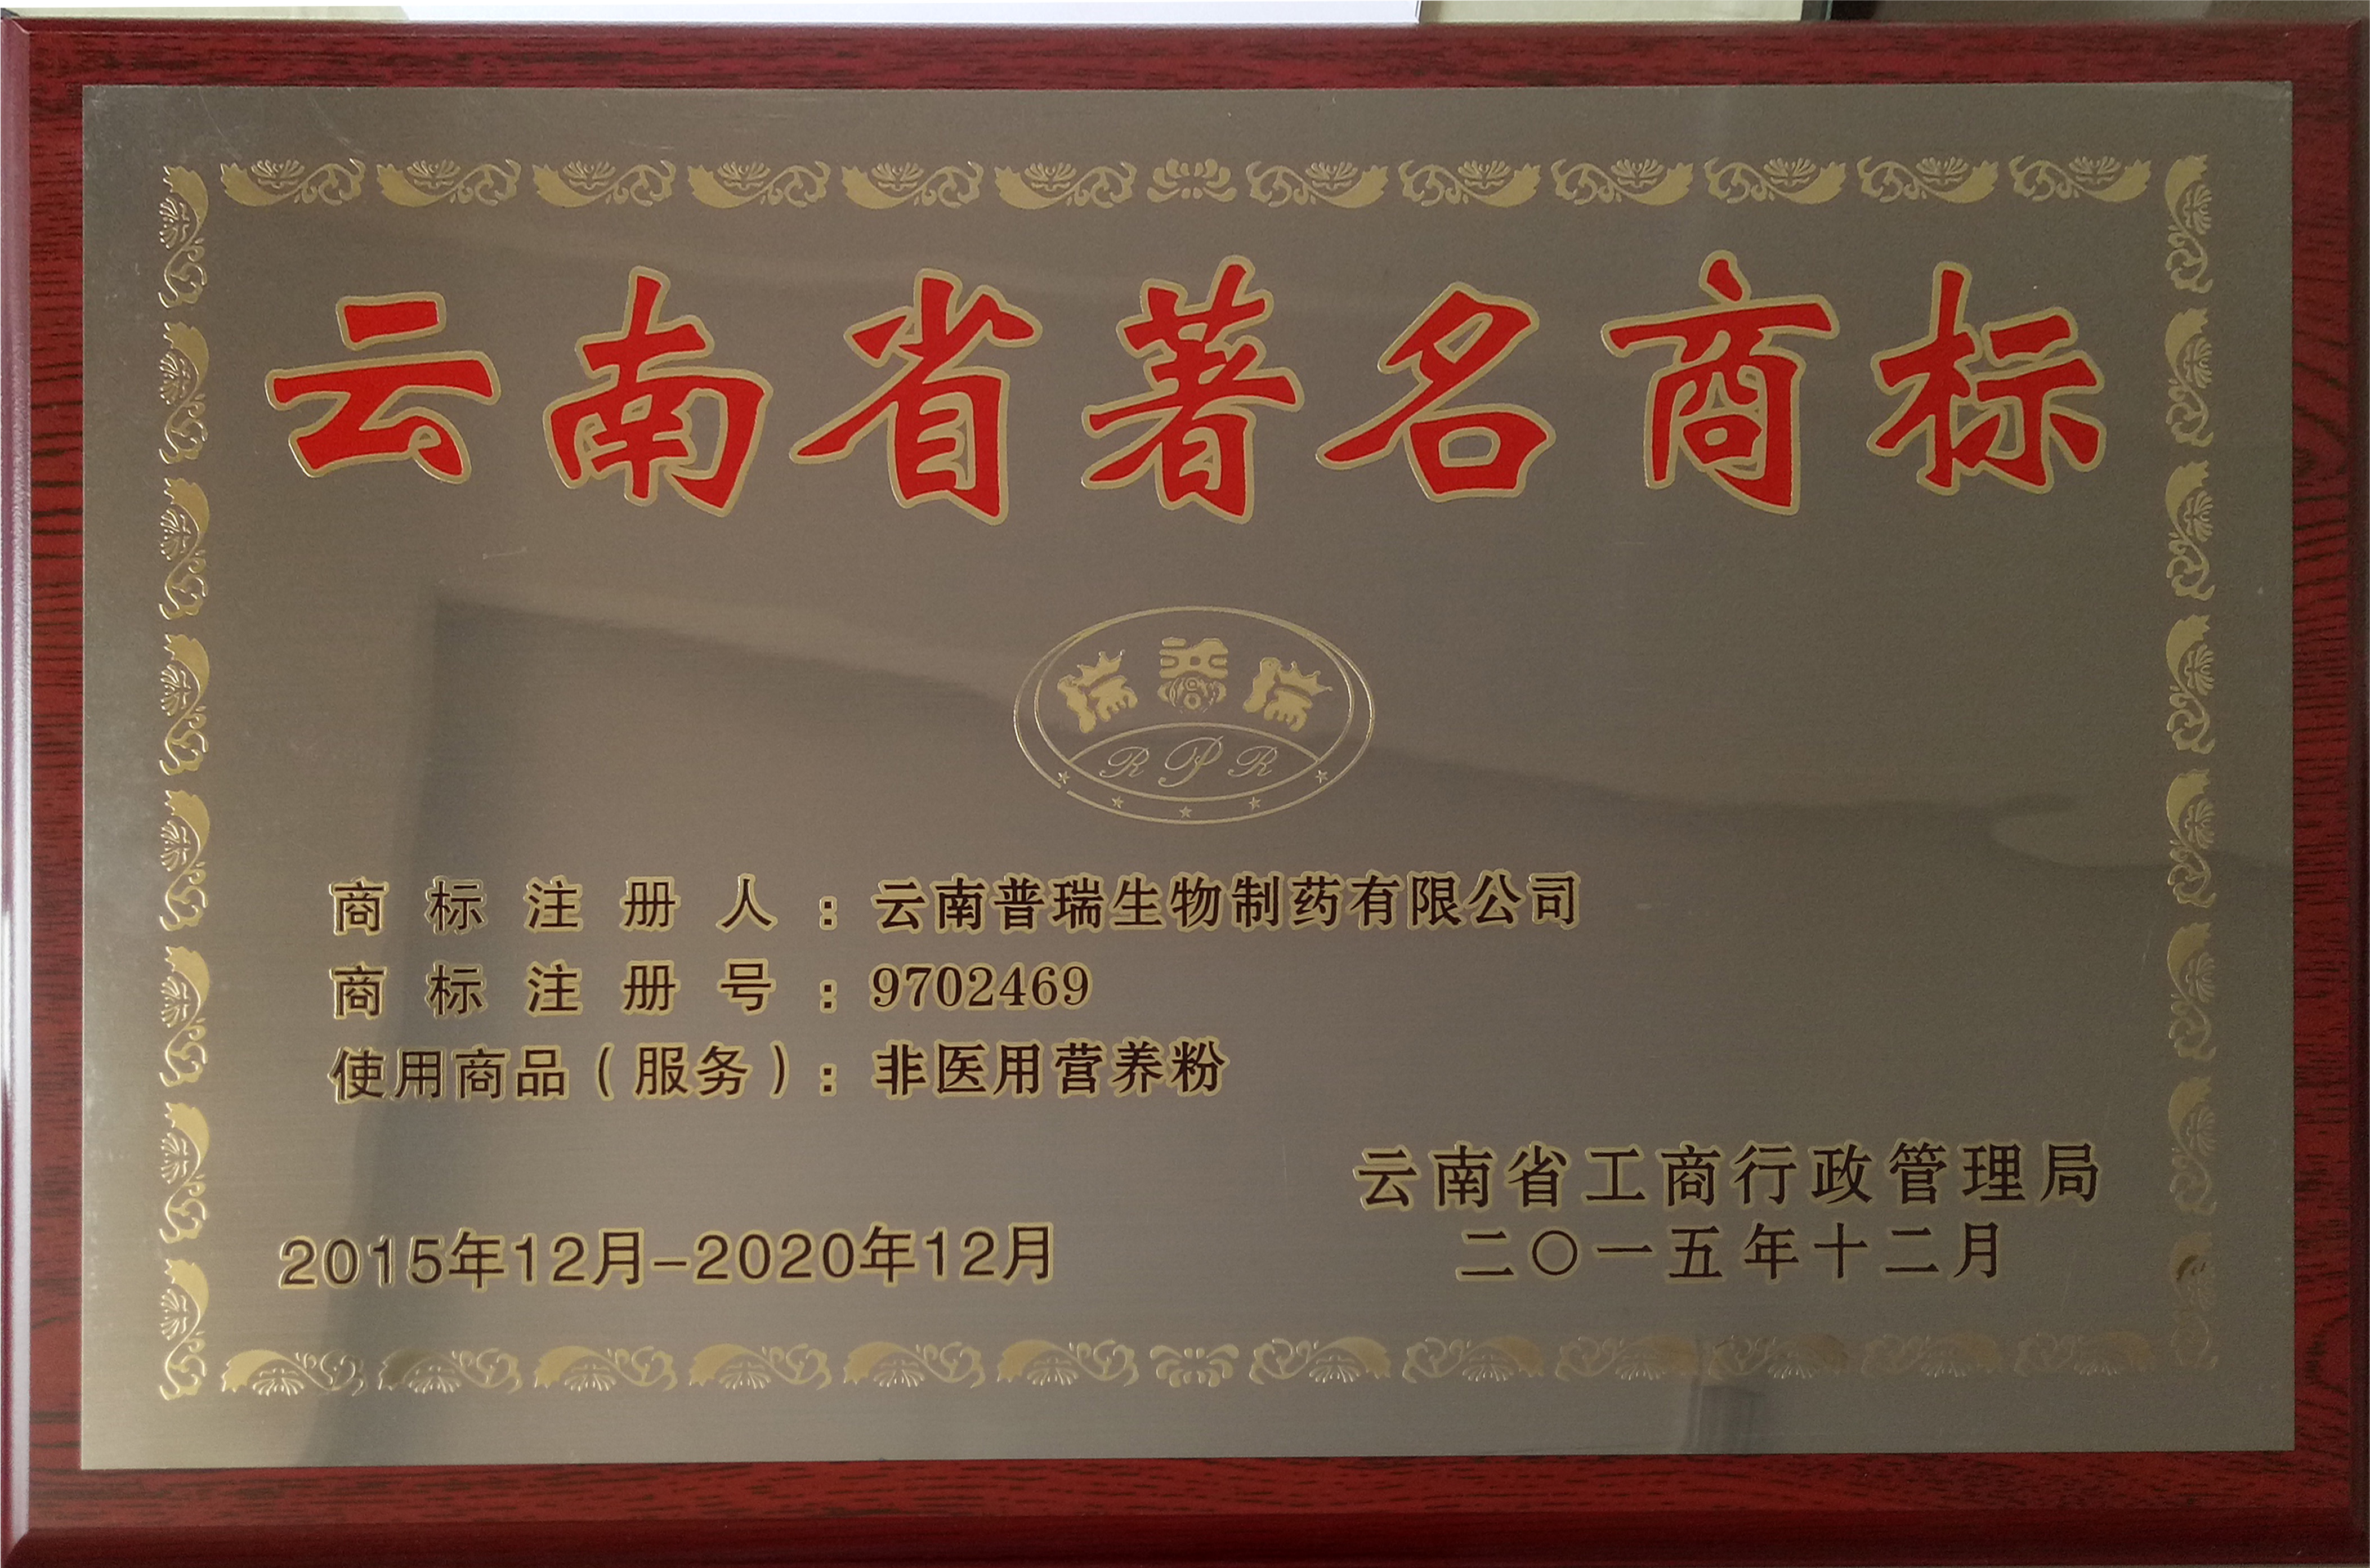 云南省著名商标
瑞普瑞
RPR
商标注册人：云南普瑞生物制药有限公司
商标注册号：9702469
使用商品（服务）：非医用营养粉
云南省工商行政管理局
2015年12月-2020年12月
二〇一五年十二月